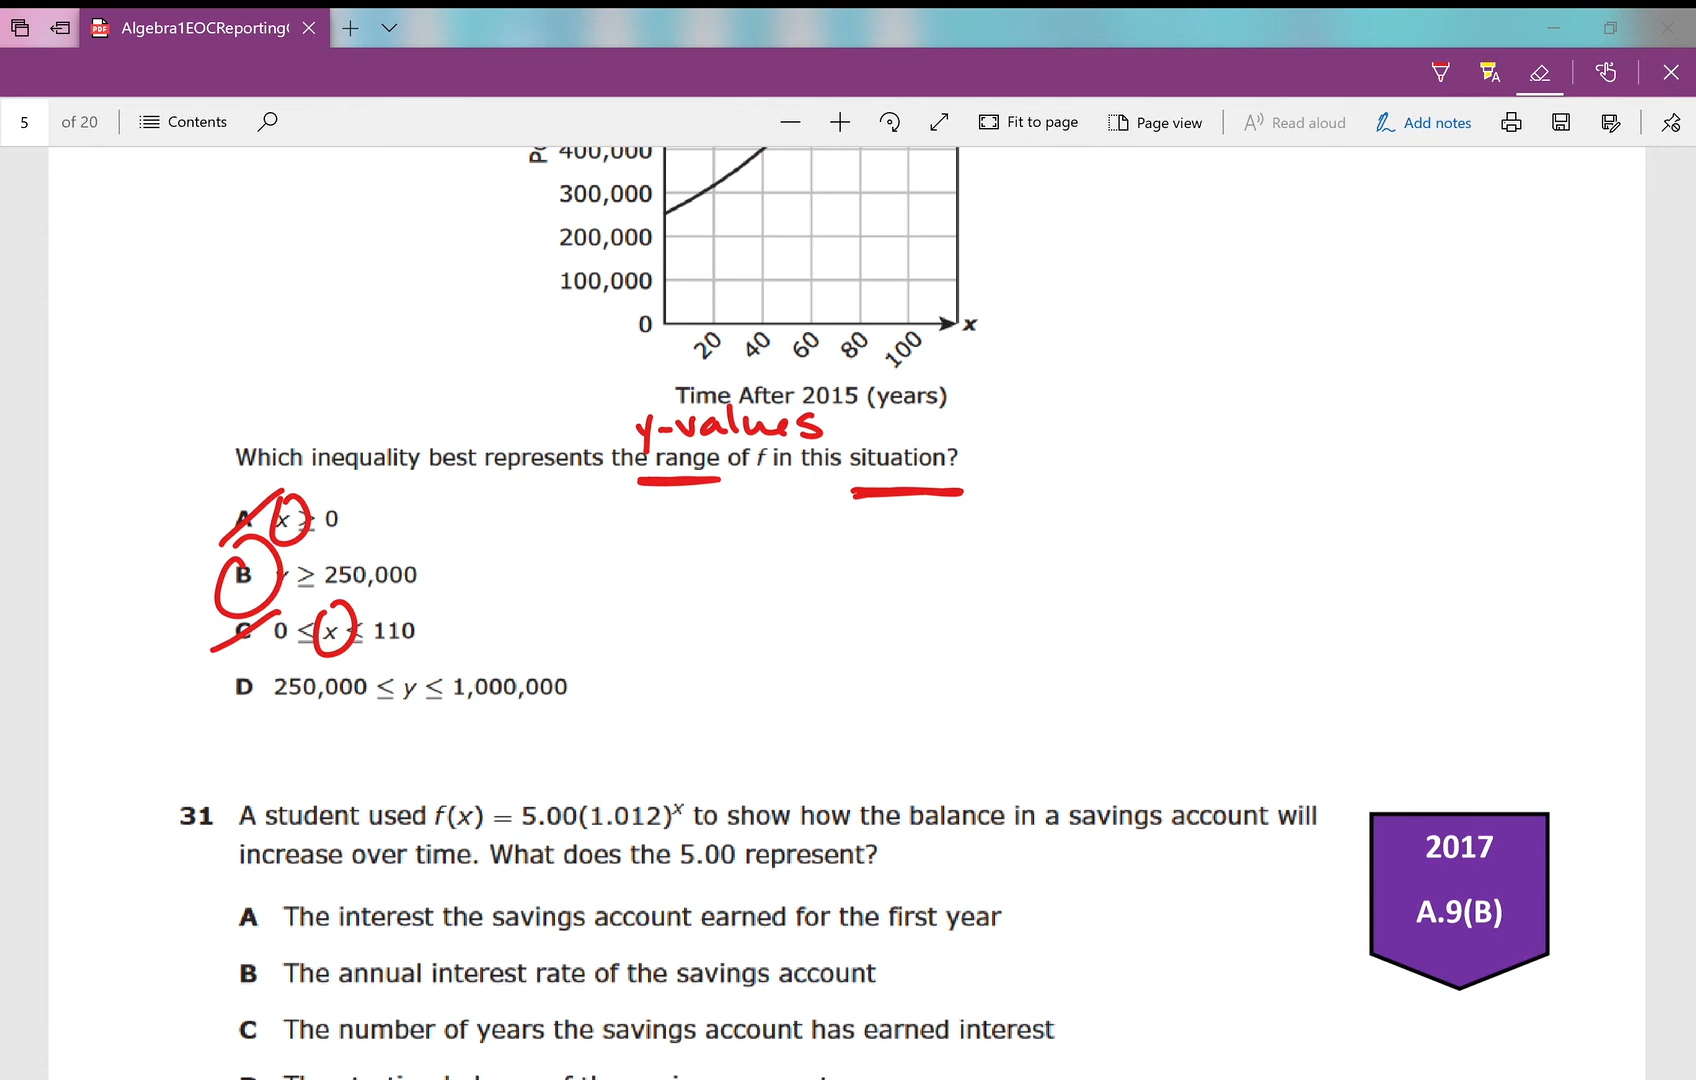 Algebra1EOCReporting
5 of 20 Contents Fit to page Page view Read aloud Add notes
400,000
300,000
200,000
100,000
0
x
20 40 60 80 100
Time After 2015 (years)
y-values
Which inequality best represents the range of f in this situation?
A x ≥ 0
B y ≥ 250,000
C 0 ≤ x ≤ 110
D 250,000 ≤ y ≤ 1,000,000
31 A student used f(x) = 5.00(1.012)ˣ to show how the balance in a savings account will
increase over time. What does the 5.00 represent?
2017
A.9(B)
A The interest the savings account earned for the first year
B The annual interest rate of the savings account
C The number of years the savings account has earned interest